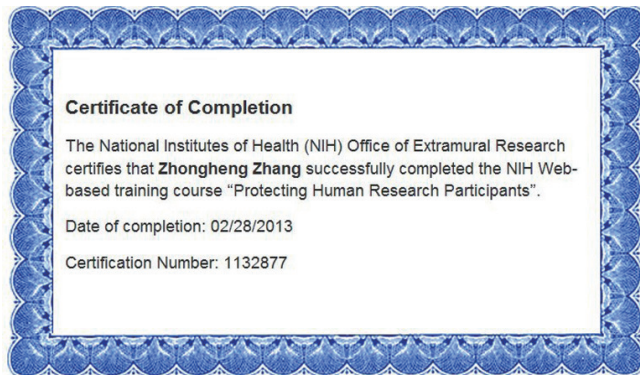 Certificate of Completion
The National Institutes of Health (NIH) Office of Extramural Research
certifies that Zhongheng Zhang successfully completed the NIH Web-
based training course “Protecting Human Research Participants”.
Date of completion: 02/28/2013
Certification Number: 1132877